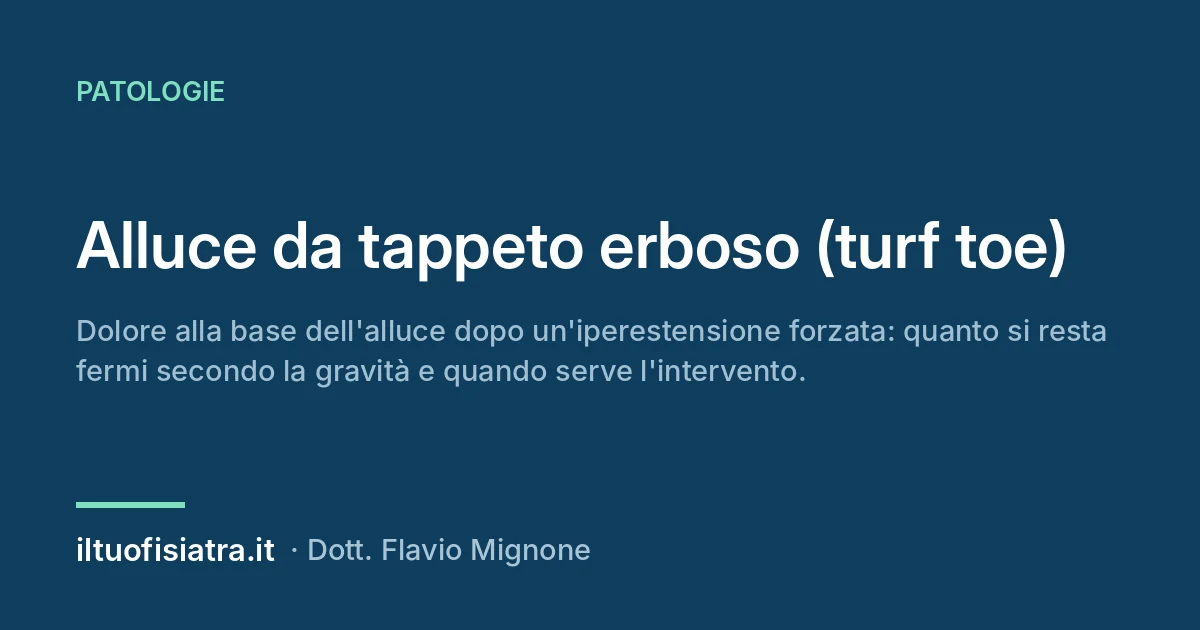 PATOLOGIE
Alluce da tappeto erboso (turf toe)
Dolore alla base dell'alluce dopo un'iperestensione forzata: quanto si resta
fermi secondo la gravità e quando serve l'intervento.
iltuofisiatra.it · Dott. Flavio Mignone